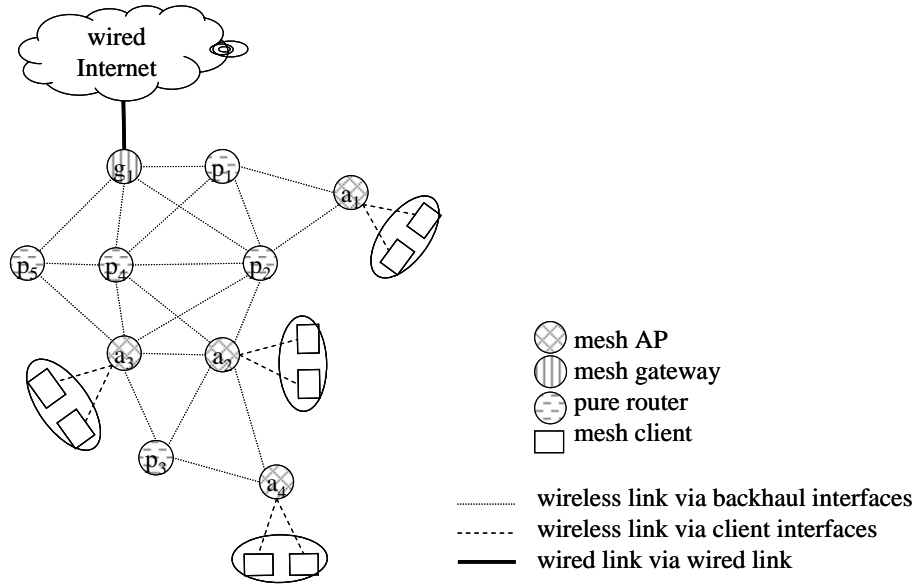 wired
Internet
g1
p1
a1
p5
p4
p2
a3
a2
p3
a4
mesh AP
mesh gateway
pure router
mesh client
wireless link via backhaul interfaces
wireless link via client interfaces
wired link via wired link